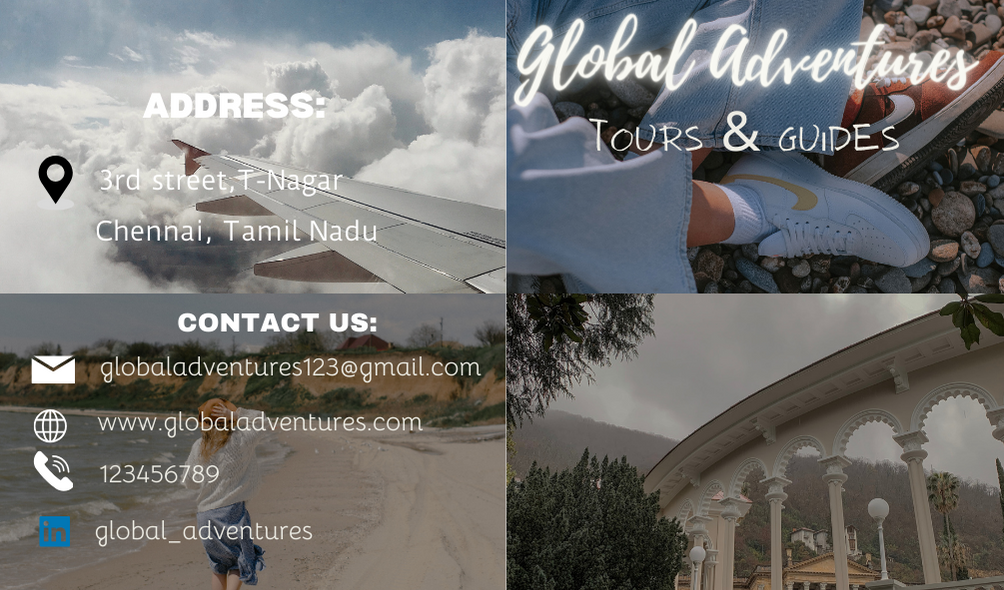 Global Adventures
TOURS & GUIDES
ADDRESS:
3rd street,T-Nagar
Chennai, Tamil Nadu
CONTACT US:
globaladventures123@gmail.com
www.globaladventures.com
123456789
in
global_adventures